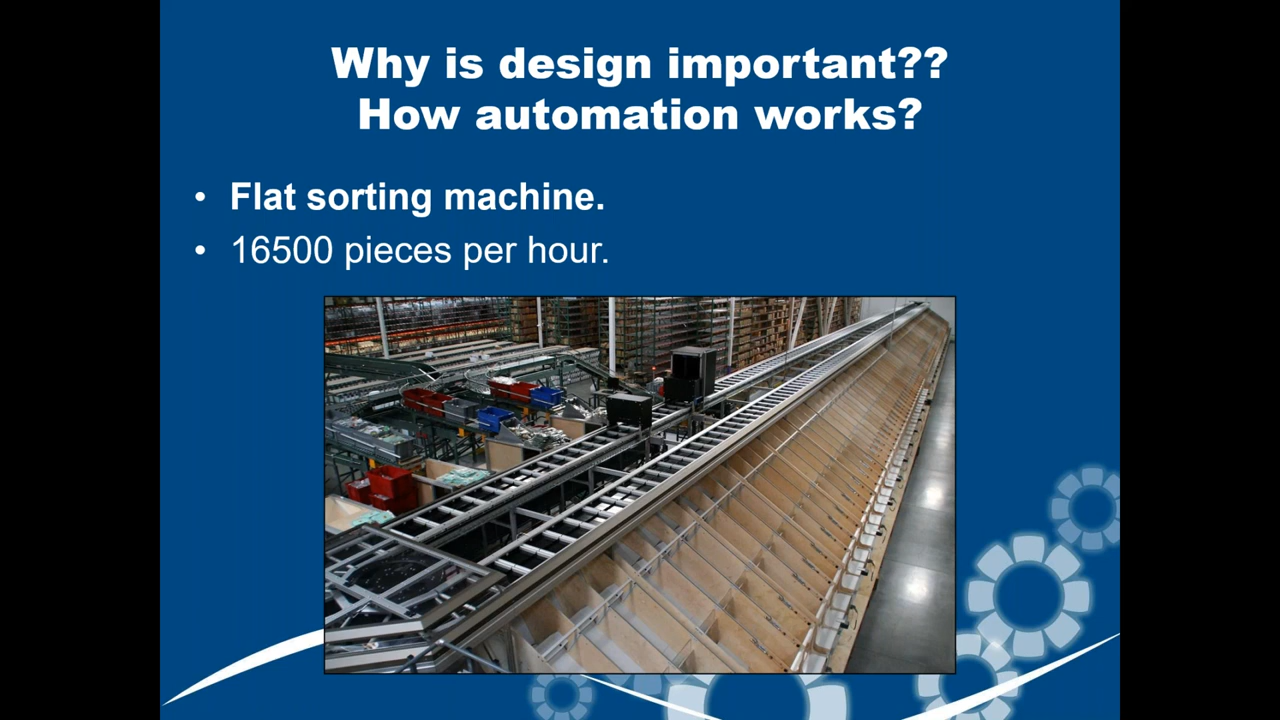 Why is design important??
How automation works?
• Flat sorting machine.
• 16500 pieces per hour.